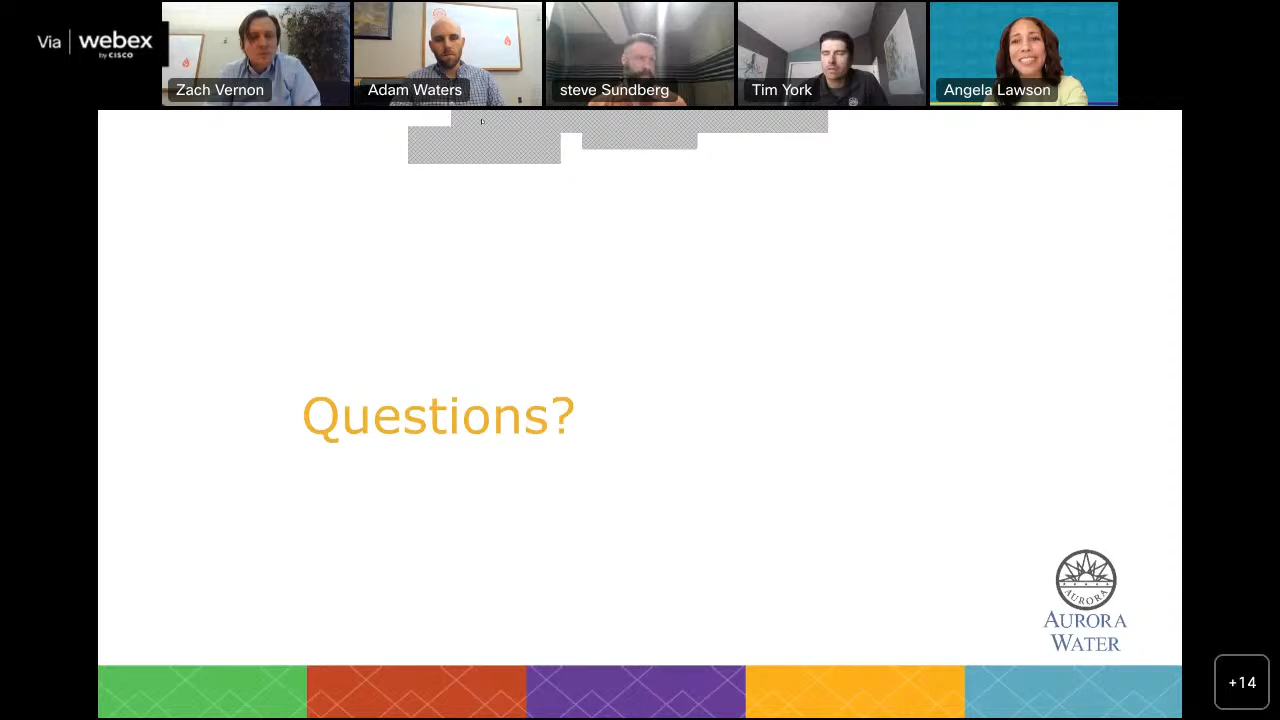 Via webex
by CISCO
Zach Vernon
Adam Waters
steve Sundberg
Tim York
Angela Lawson
Questions?
AURORA
AURORA
WATER
+14